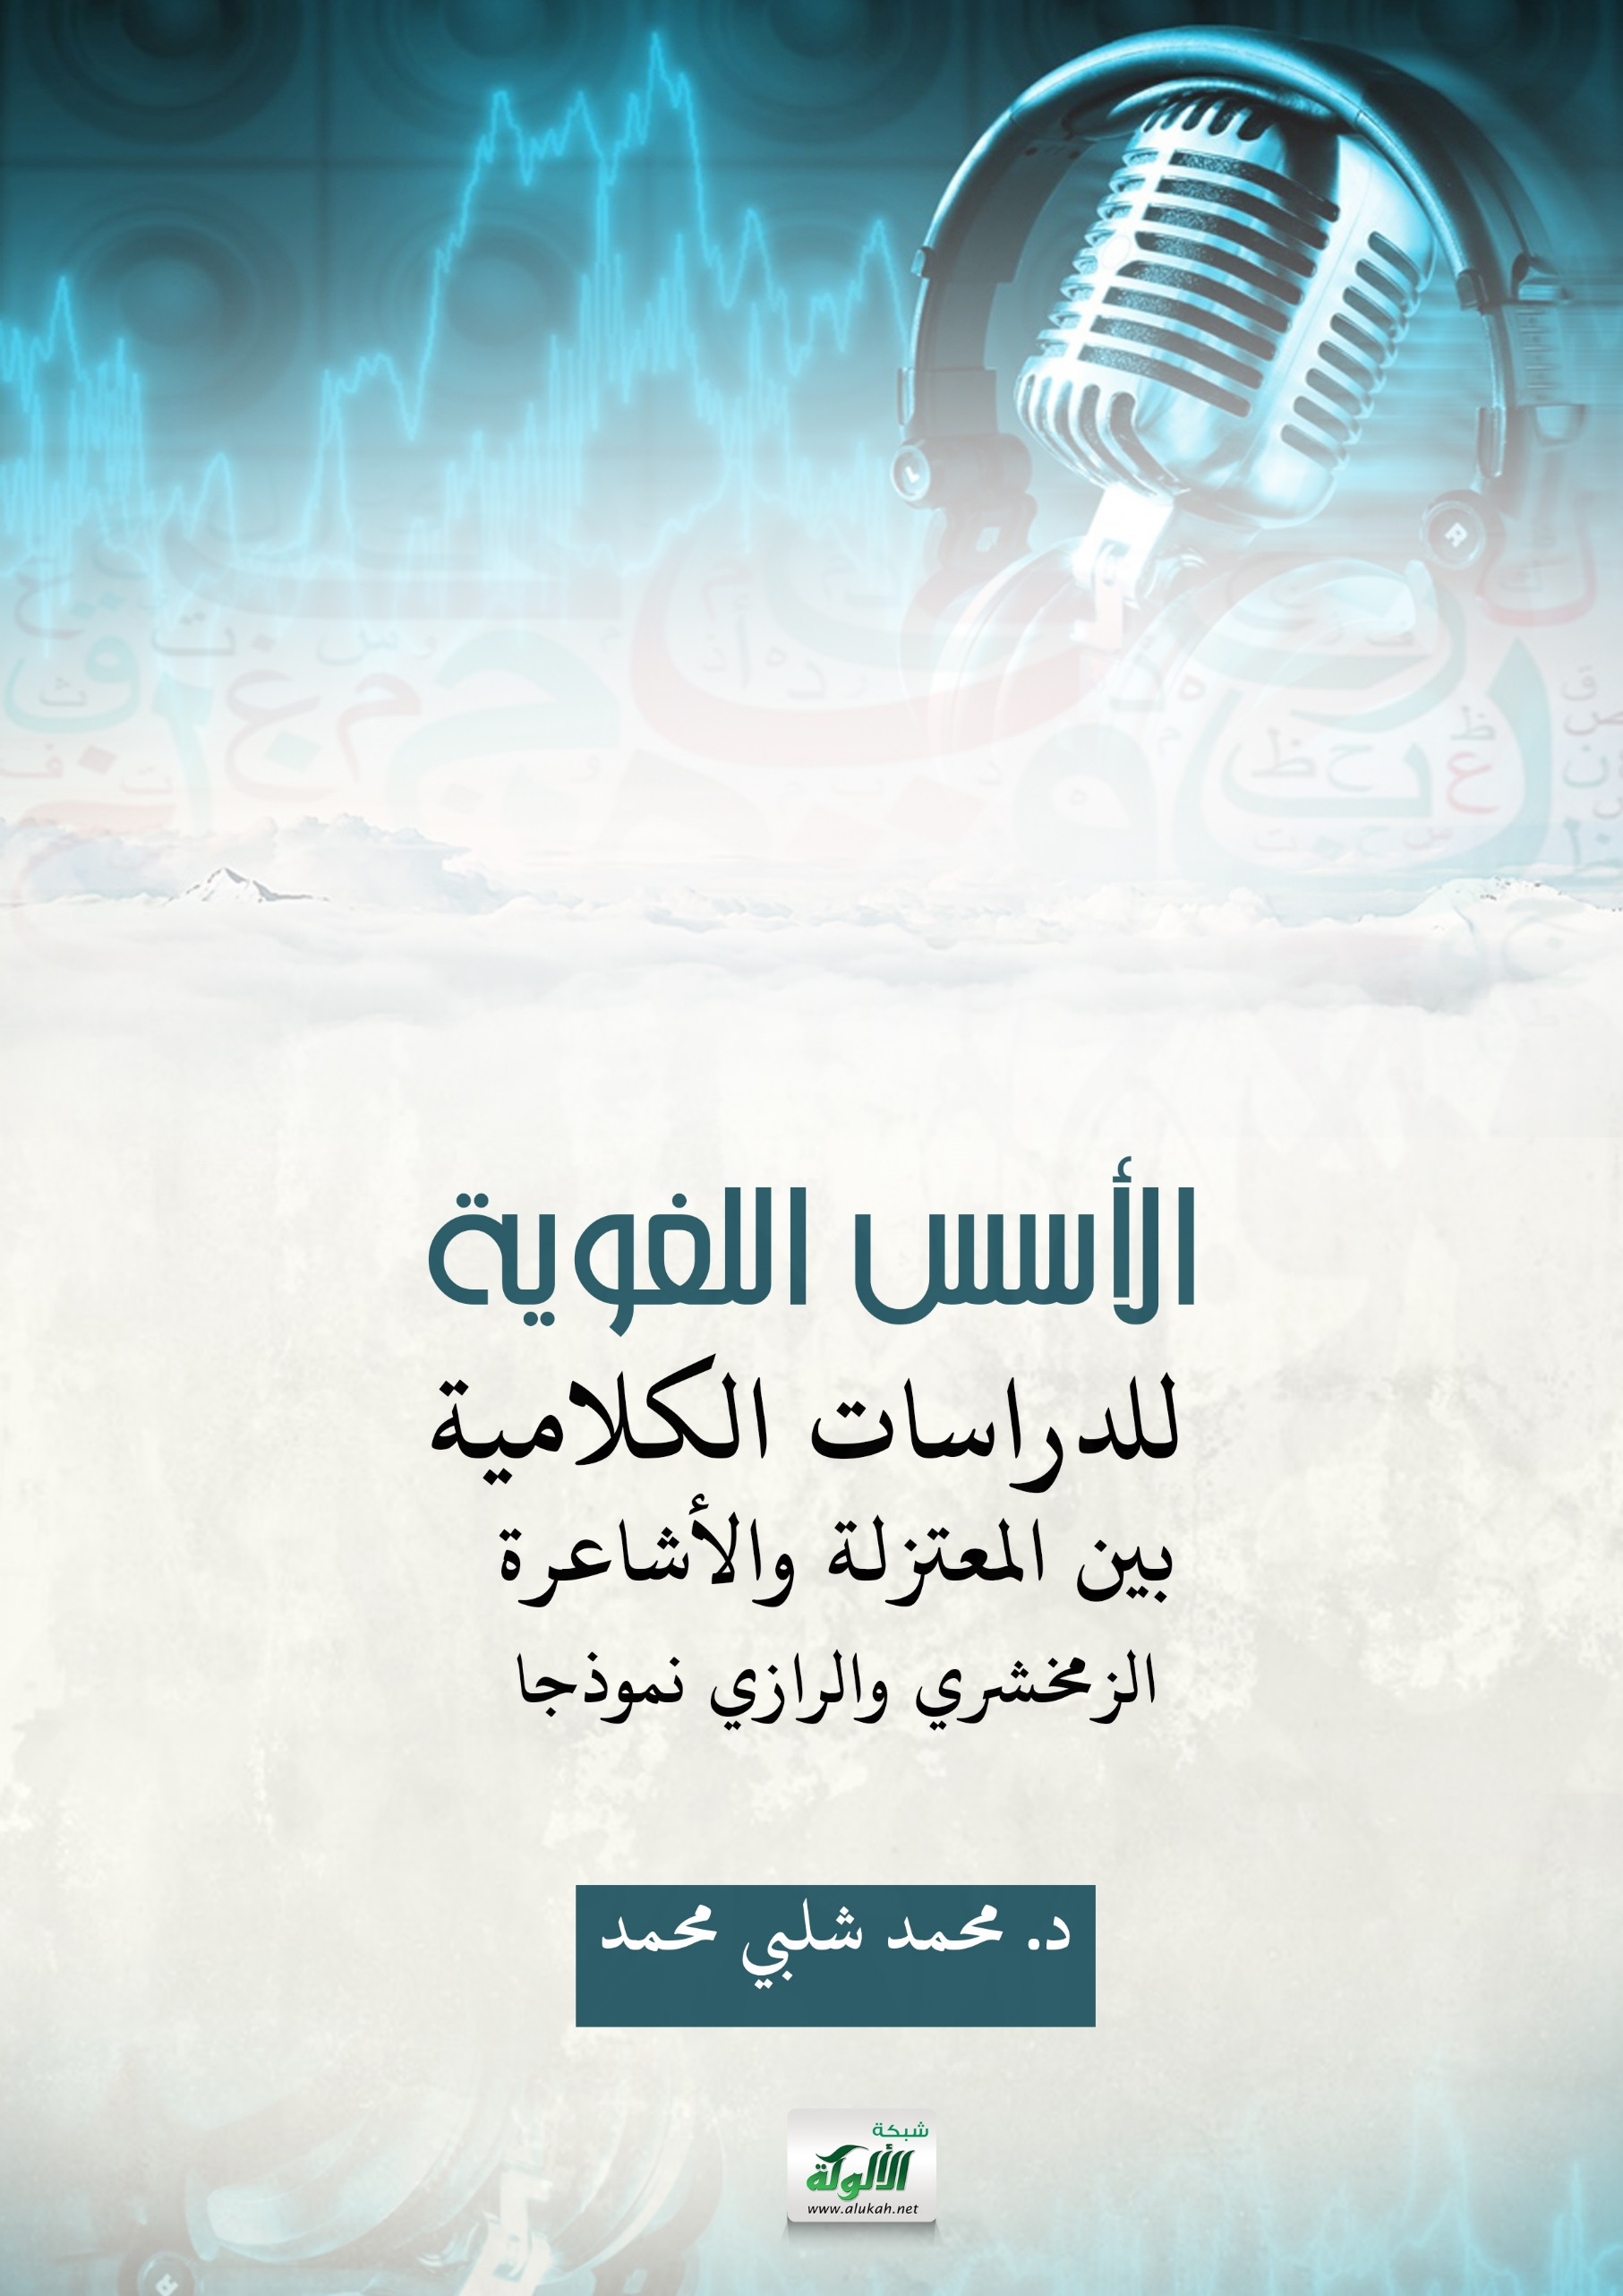 الأسس اللغوية
للدراسات الكلامية
بين المعتزلة والأشاعرة
الزمخشري والرازي نموذجا
د. محمد شلبي محمد
شبكة
الألوكة
www.alukah.net